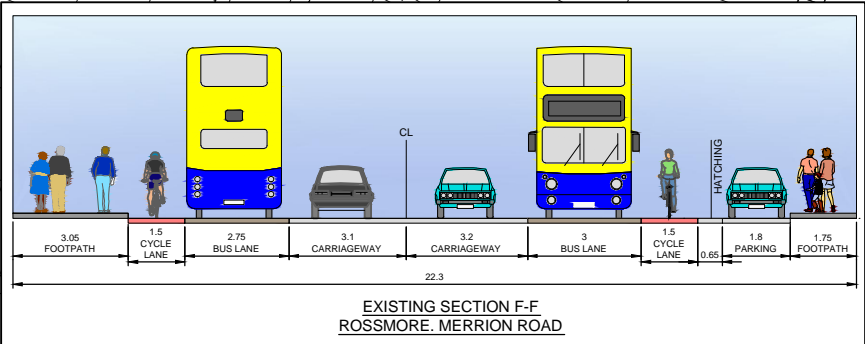 CL
HATCHING
3.05
FOOTPATH
1.5
CYCLE
LANE
2.75
BUS LANE
3.1
CARRIAGEWAY
3.2
CARRIAGEWAY
3
BUS LANE
1.5
CYCLE
LANE
0.65
1.8
PARKING
1.75
FOOTPATH
22.3
EXISTING SECTION F-F
ROSSMORE. MERRION ROAD